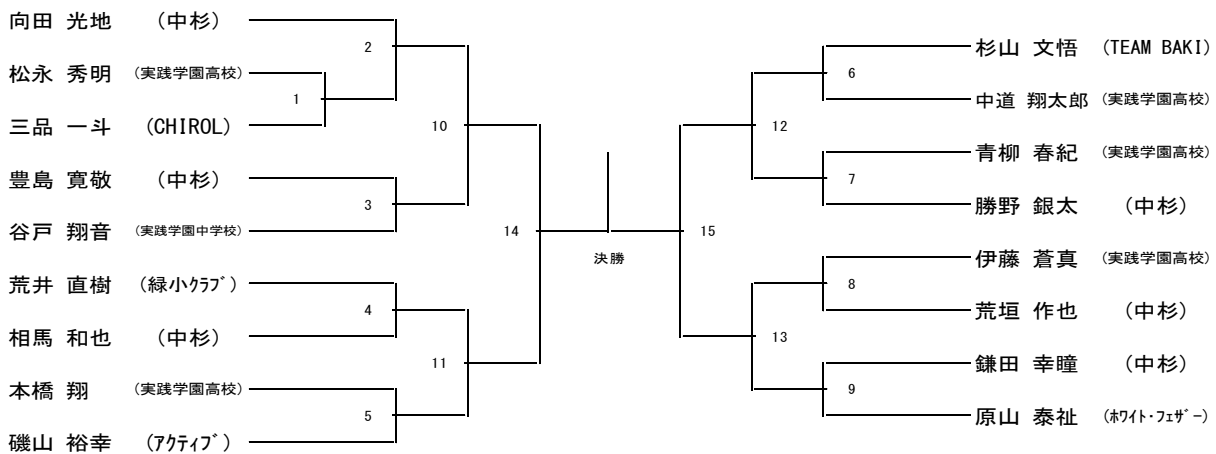 向田 光地 (中杉)
松永 秀明 (実践学園高校)
三品 一斗 (CHIROL)
豊島 寛敬 (中杉)
谷戸 翔音 (実践学園中学校)
荒井 直樹 (緑小ｸﾗﾌﾞ)
相馬 和也 (中杉)
本橋 翔 (実践学園高校)
磯山 裕幸 (ｱｸﾃｨﾌﾞ)
1
2
3
4
5
10
11
14
決勝
15
12
13
6
7
8
9
杉山 文悟 (TEAM BAKI)
中道 翔太郎 (実践学園高校)
青柳 春紀 (実践学園高校)
勝野 銀太 (中杉)
伊藤 蒼真 (実践学園高校)
荒垣 作也 (中杉)
鎌田 幸瞳 (中杉)
原山 泰祉 (ﾎﾜｲﾄ･ﾌｪｻﾞｰ)